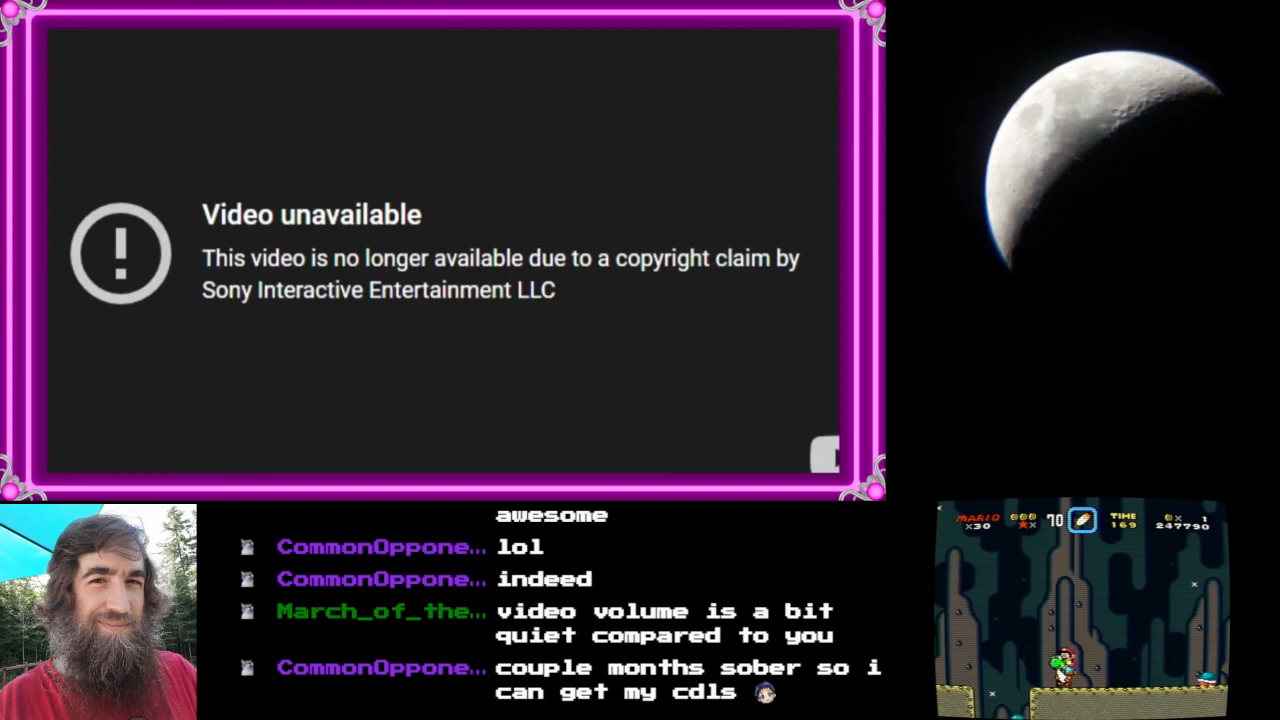 Video unavailable
This video is no longer available due to a copyright claim by
Sony Interactive Entertainment LLC
awesome
CommonOppone... lol
CommonOppone... indeed
March_of_the... video volume is a bit
quiet compared to you
CommonOppone... couple months sober so i
can get my cdls
MARIO
x30
x
70
TIME
169
x 1
247790